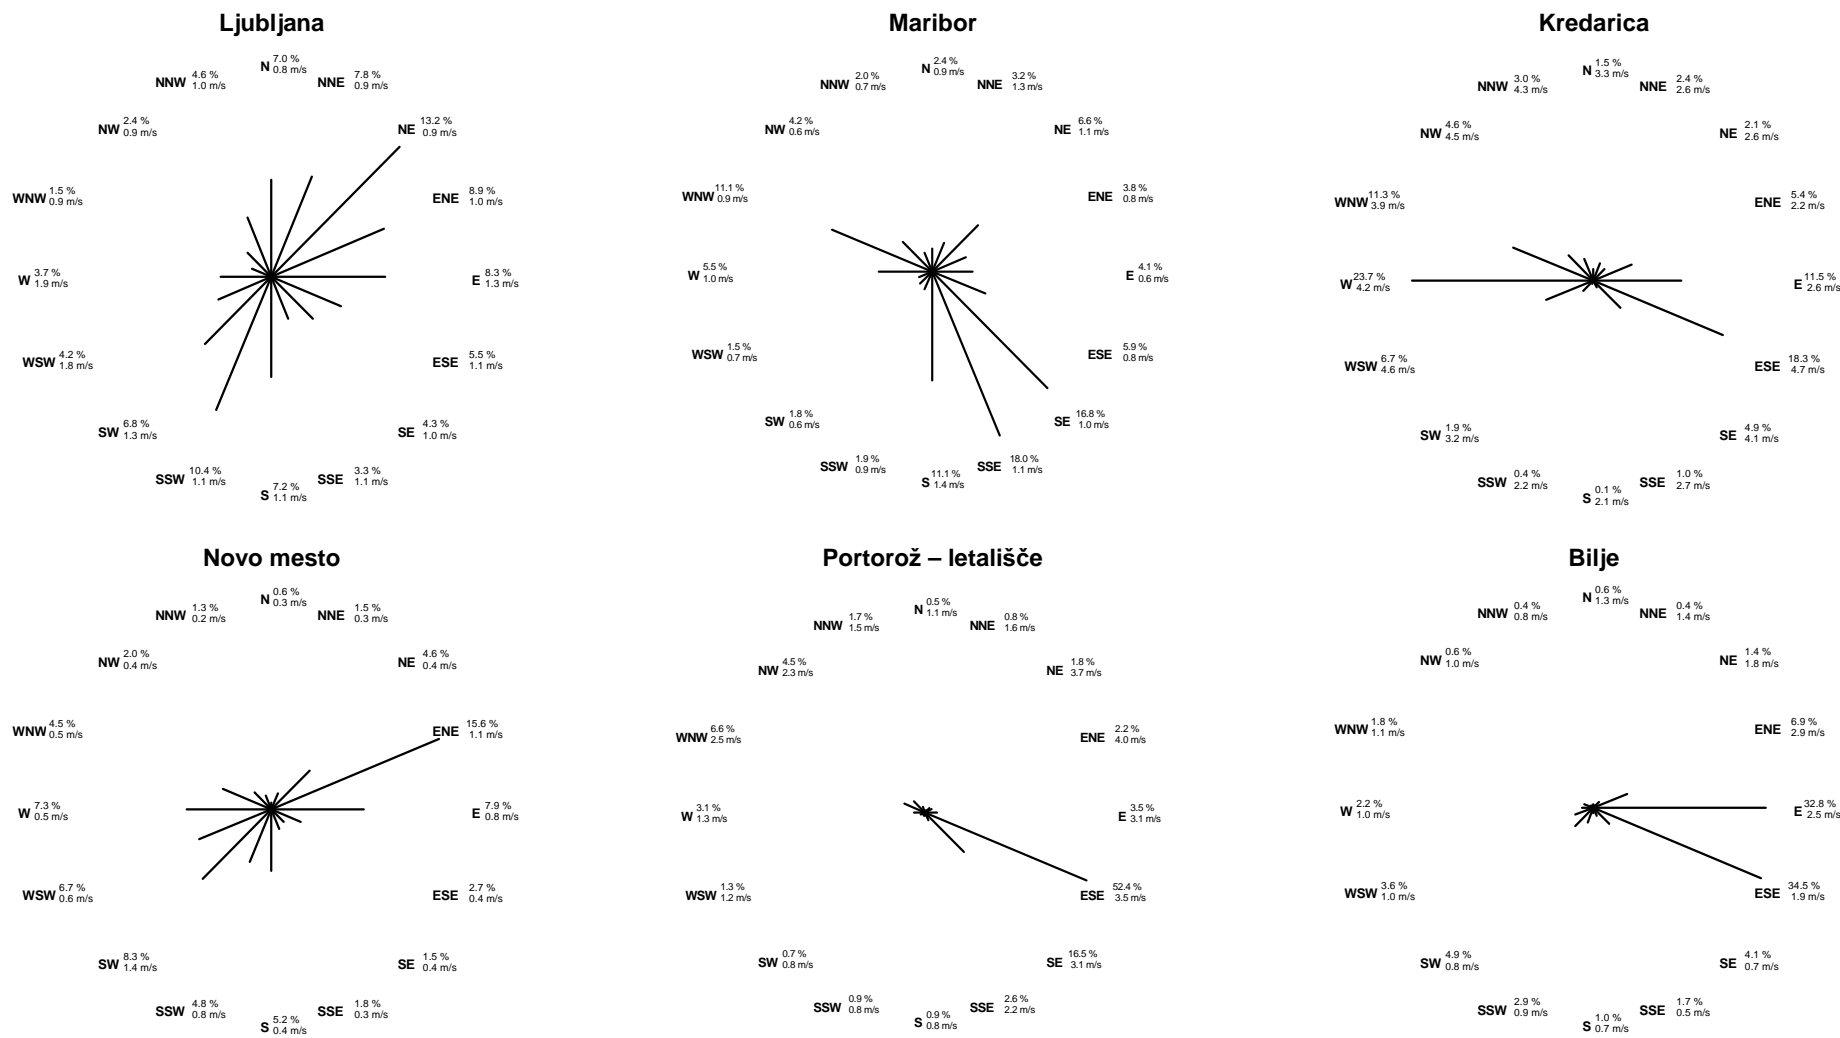 Ljubljana
N 7.0 %
0.8 m/s
NNE 7.8 %
0.9 m/s
NE 13.2 %
0.9 m/s
ENE 8.9 %
1.0 m/s
E 8.3 %
1.3 m/s
ESE 5.5 %
1.1 m/s
SE 4.3 %
1.0 m/s
SSE 3.3 %
1.1 m/s
S 7.2 %
1.1 m/s
SSW 10.4 %
1.1 m/s
SW 6.8 %
1.3 m/s
WSW 4.2 %
1.8 m/s
W 3.7 %
1.9 m/s
WNW 1.5 %
0.9 m/s
NW 2.4 %
0.9 m/s
NNW 4.6 %
1.0 m/s
Maribor
N 2.4 %
0.9 m/s
NNE 3.2 %
1.3 m/s
NE 6.6 %
1.1 m/s
ENE 3.8 %
0.8 m/s
E 4.1 %
0.6 m/s
ESE 5.9 %
0.8 m/s
SE 16.8 %
1.0 m/s
SSE 18.0 %
1.1 m/s
S 11.1 %
1.4 m/s
SSW 1.9 %
0.9 m/s
SW 1.8 %
0.6 m/s
WSW 1.5 %
0.7 m/s
W 5.5 %
1.0 m/s
WNW 11.1 %
0.9 m/s
NW 4.2 %
0.6 m/s
NNW 2.0 %
0.7 m/s
Kredarica
N 1.5 %
3.3 m/s
NNE 2.4 %
2.6 m/s
NE 2.1 %
2.6 m/s
ENE 5.4 %
2.2 m/s
E 11.5 %
2.6 m/s
ESE 18.3 %
4.7 m/s
SE 4.9 %
4.1 m/s
SSE 1.0 %
2.7 m/s
S 0.1 %
2.1 m/s
SSW 0.4 %
2.2 m/s
SW 1.9 %
3.2 m/s
WSW 6.7 %
4.6 m/s
W 23.7 %
4.2 m/s
WNW 11.3 %
3.9 m/s
NW 4.6 %
4.5 m/s
NNW 3.0 %
4.3 m/s
Novo mesto
N 0.6 %
0.3 m/s
NNE 1.5 %
0.3 m/s
NE 4.6 %
0.4 m/s
ENE 15.6 %
1.1 m/s
E 7.9 %
0.8 m/s
ESE 2.7 %
0.4 m/s
SE 1.5 %
0.4 m/s
SSE 1.8 %
0.3 m/s
S 5.2 %
0.4 m/s
SSW 4.8 %
0.8 m/s
SW 8.3 %
1.4 m/s
WSW 6.7 %
0.6 m/s
W 7.3 %
0.5 m/s
WNW 4.5 %
0.5 m/s
NW 2.0 %
0.4 m/s
NNW 1.3 %
0.2 m/s
Portorož – letališče
N 0.5 %
1.1 m/s
NNE 0.8 %
1.6 m/s
NE 1.8 %
3.7 m/s
ENE 2.2 %
4.0 m/s
E 3.5 %
3.1 m/s
ESE 52.4 %
3.5 m/s
SE 16.5 %
3.1 m/s
SSE 2.6 %
2.2 m/s
S 0.9 %
0.8 m/s
SSW 0.9 %
0.8 m/s
SW 0.7 %
0.8 m/s
WSW 1.3 %
1.2 m/s
W 3.1 %
1.3 m/s
WNW 6.6 %
2.5 m/s
NW 4.5 %
2.3 m/s
NNW 1.7 %
1.5 m/s
Bilje
N 0.6 %
1.3 m/s
NNE 0.4 %
1.4 m/s
NE 1.4 %
1.8 m/s
ENE 6.9 %
2.9 m/s
E 32.8 %
2.5 m/s
ESE 34.5 %
1.9 m/s
SE 4.1 %
0.7 m/s
SSE 1.7 %
0.5 m/s
S 1.0 %
0.7 m/s
SSW 2.9 %
0.9 m/s
SW 4.9 %
0.8 m/s
WSW 3.6 %
1.0 m/s
W 2.2 %
1.0 m/s
WNW 1.8 %
1.1 m/s
NW 0.6 %
1.0 m/s
NNW 0.4 %
0.8 m/s